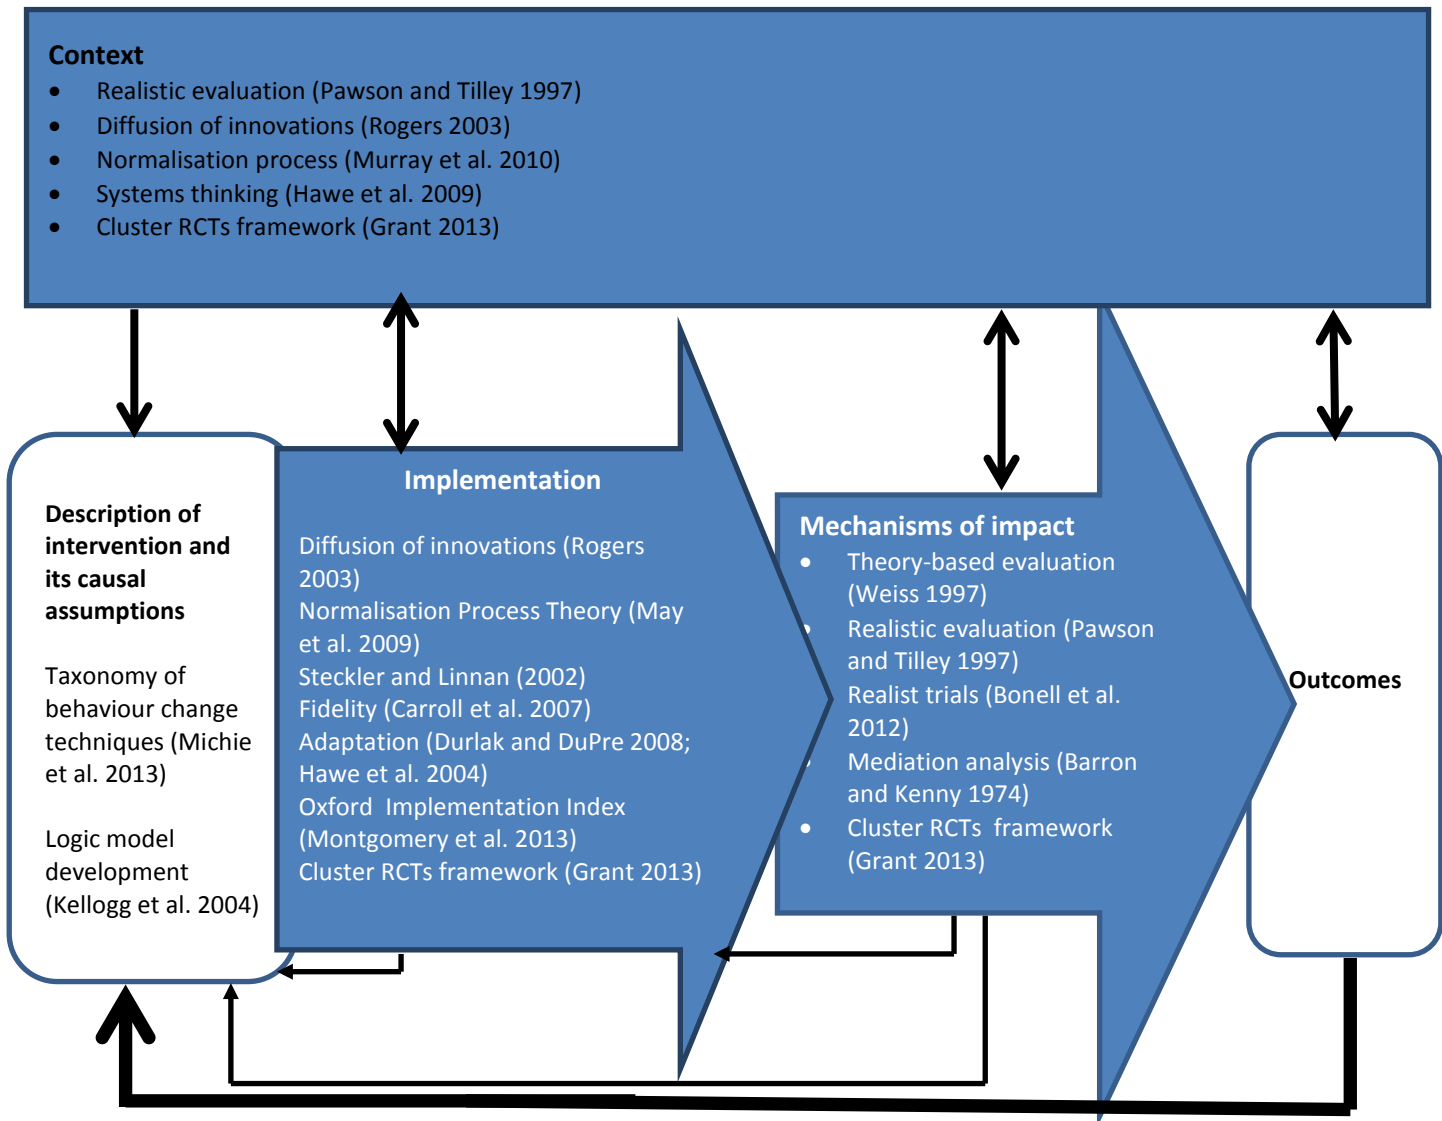 Context
• Realistic evaluation (Pawson and Tilley 1997)
• Diffusion of innovations (Rogers 2003)
• Normalisation process (Murray et al. 2010)
• Systems thinking (Hawe et al. 2009)
• Cluster RCTs framework (Grant 2013)
Description of
intervention and
its causal
assumptions
Taxonomy of
behaviour change
techniques (Michie
et al. 2013)
Logic model
development
(Kellogg et al. 2004)
Implementation
Diffusion of innovations (Rogers
2003)
Normalisation Process Theory (May
et al. 2009)
Steckler and Linnan (2002)
Fidelity (Carroll et al. 2007)
Adaptation (Durlak and DuPre 2008;
Hawe et al. 2004)
Oxford  Implementation Index
(Montgomery et al. 2013)
Cluster RCTs framework (Grant 2013)
Mechanisms of impact
• Theory-based evaluation
(Weiss 1997)
• Realistic evaluation (Pawson
and Tilley 1997)
• Realist trials (Bonell et al.
2012)
• Mediation analysis (Barron
and Kenny 1974)
• Cluster RCTs  framework
(Grant 2013)
Outcomes